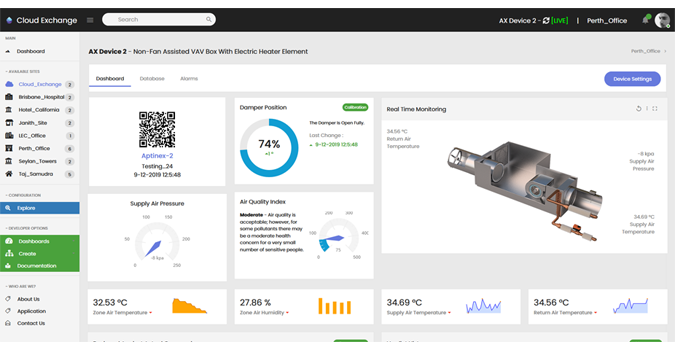 Cloud Exchange
Search
AX Device 2 - [LIVE] | Perth_Office
MAIN
Dashboard
- AVAILABLE SITES
Cloud_Exchange 2
Brisbane_Hospital 2
Hotel_California 2
Janith_Site 2
LEC_Office 1
Perth_Office 8
Seylan_Towers 2
Taj_Samudra 5
- CONFIGURATION
Explore
- DEVELOPER OPTIONS
Dashboards
Create
Documentation
- WHO ARE WE?
About Us
Application
Contact Us
AX Device 2 - Non-Fan Assisted VAV Box With Electric Heater Element
Perth_Office
Dashboard
Database
Alarms
Device Settings
Aptinex-2
Testing...24
9-12-2019 12:5:48
Damper Position
Calibration
74%
The Damper Is Open Fully.
Last Change :
9-12-2019 12:5:48
Real Time Monitoring
34.56 °C
Return Air
Temperature
-8 kpa
Supply Air
Pressure
34.69 °C
Supply Air
Temperature
Supply Air Pressure
0
50
100
150
200
250
-8 kpa
Air Quality Index
Moderate - Air quality is
acceptable; however, for
some pollutants there may
be a moderate health
concern for a very small
number of sensitive people.
0
100
200
300
400
500
75
32.53 °C
Zone Air Temperature
27.86 %
Zone Air Humidity
34.69 °C
Supply Air Temperature
34.56 °C
Return Air Temperature